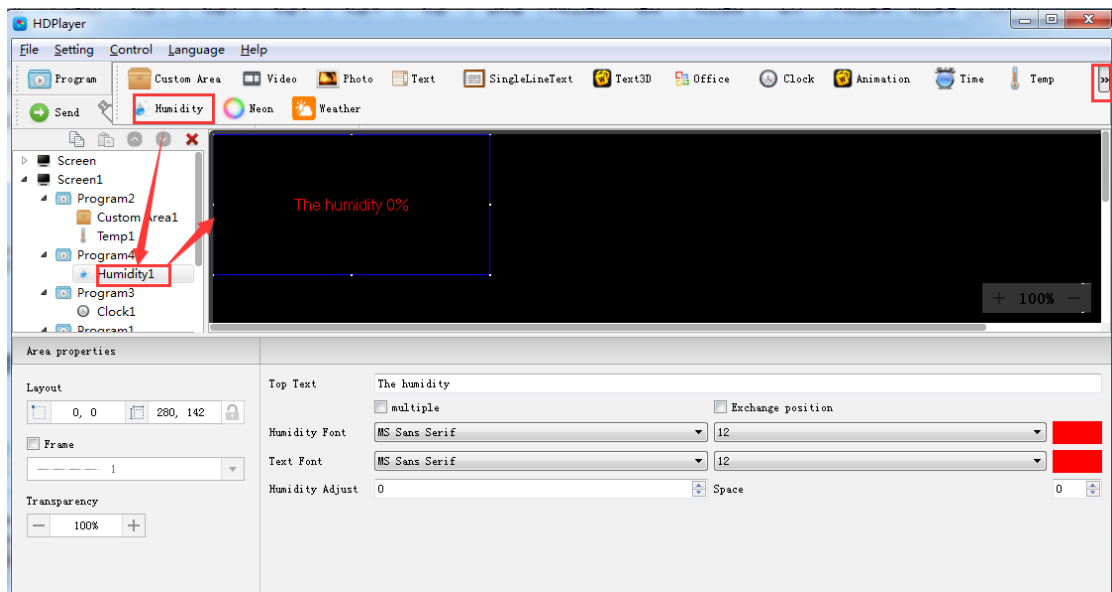 HDPlayer
File Setting Control Language Help
Program Custom Area Video Photo Text SingleLineText Text3D Office Clock Animation Time Temp »
Send Humidity Neon Weather
Screen
Screen1
Program2
Custom Area1
Temp1
Program4
Humidity1
Program3
Clock1
Program1
The humidity 0%
+ 100% −
Area properties
Layout
0, 0 280, 142
Frame
1
Transparency
− 100% +
Top Text The humidity
multiple Exchange position
Humidity Font MS Sans Serif 12
Text Font MS Sans Serif 12
Humidity Adjust 0 Space 0